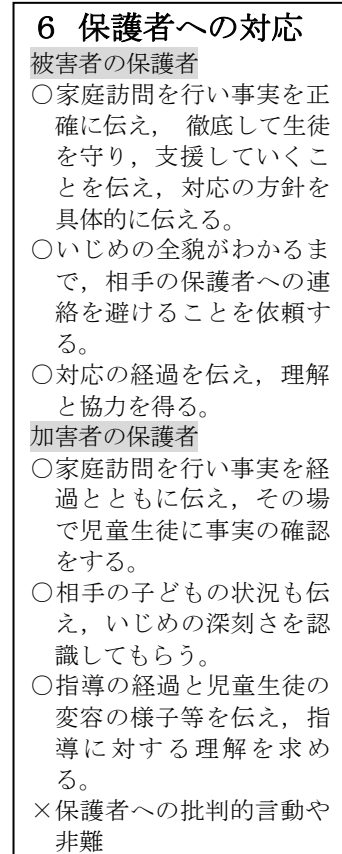 6 保護者への対応
被害者の保護者
○家庭訪問を行い事実を正
確に伝え， 徹底して生徒
を守り，支援していくこ
とを伝え，対応の方針を
具体的に伝える。
○いじめの全貌がわかるま
で，相手の保護者への連
絡を避けることを依頼す
る。
○対応の経過を伝え，理解
と協力を得る。
加害者の保護者
○家庭訪問を行い事実を経
過とともに伝え，その場
で児童生徒に事実の確認
をする。
○相手の子どもの状況も伝
え，いじめの深刻さを認
識してもらう。
○指導の経過と児童生徒の
変容の様子等を伝え，指
導に対する理解を求め
る。
×保護者への批判的言動や
非難